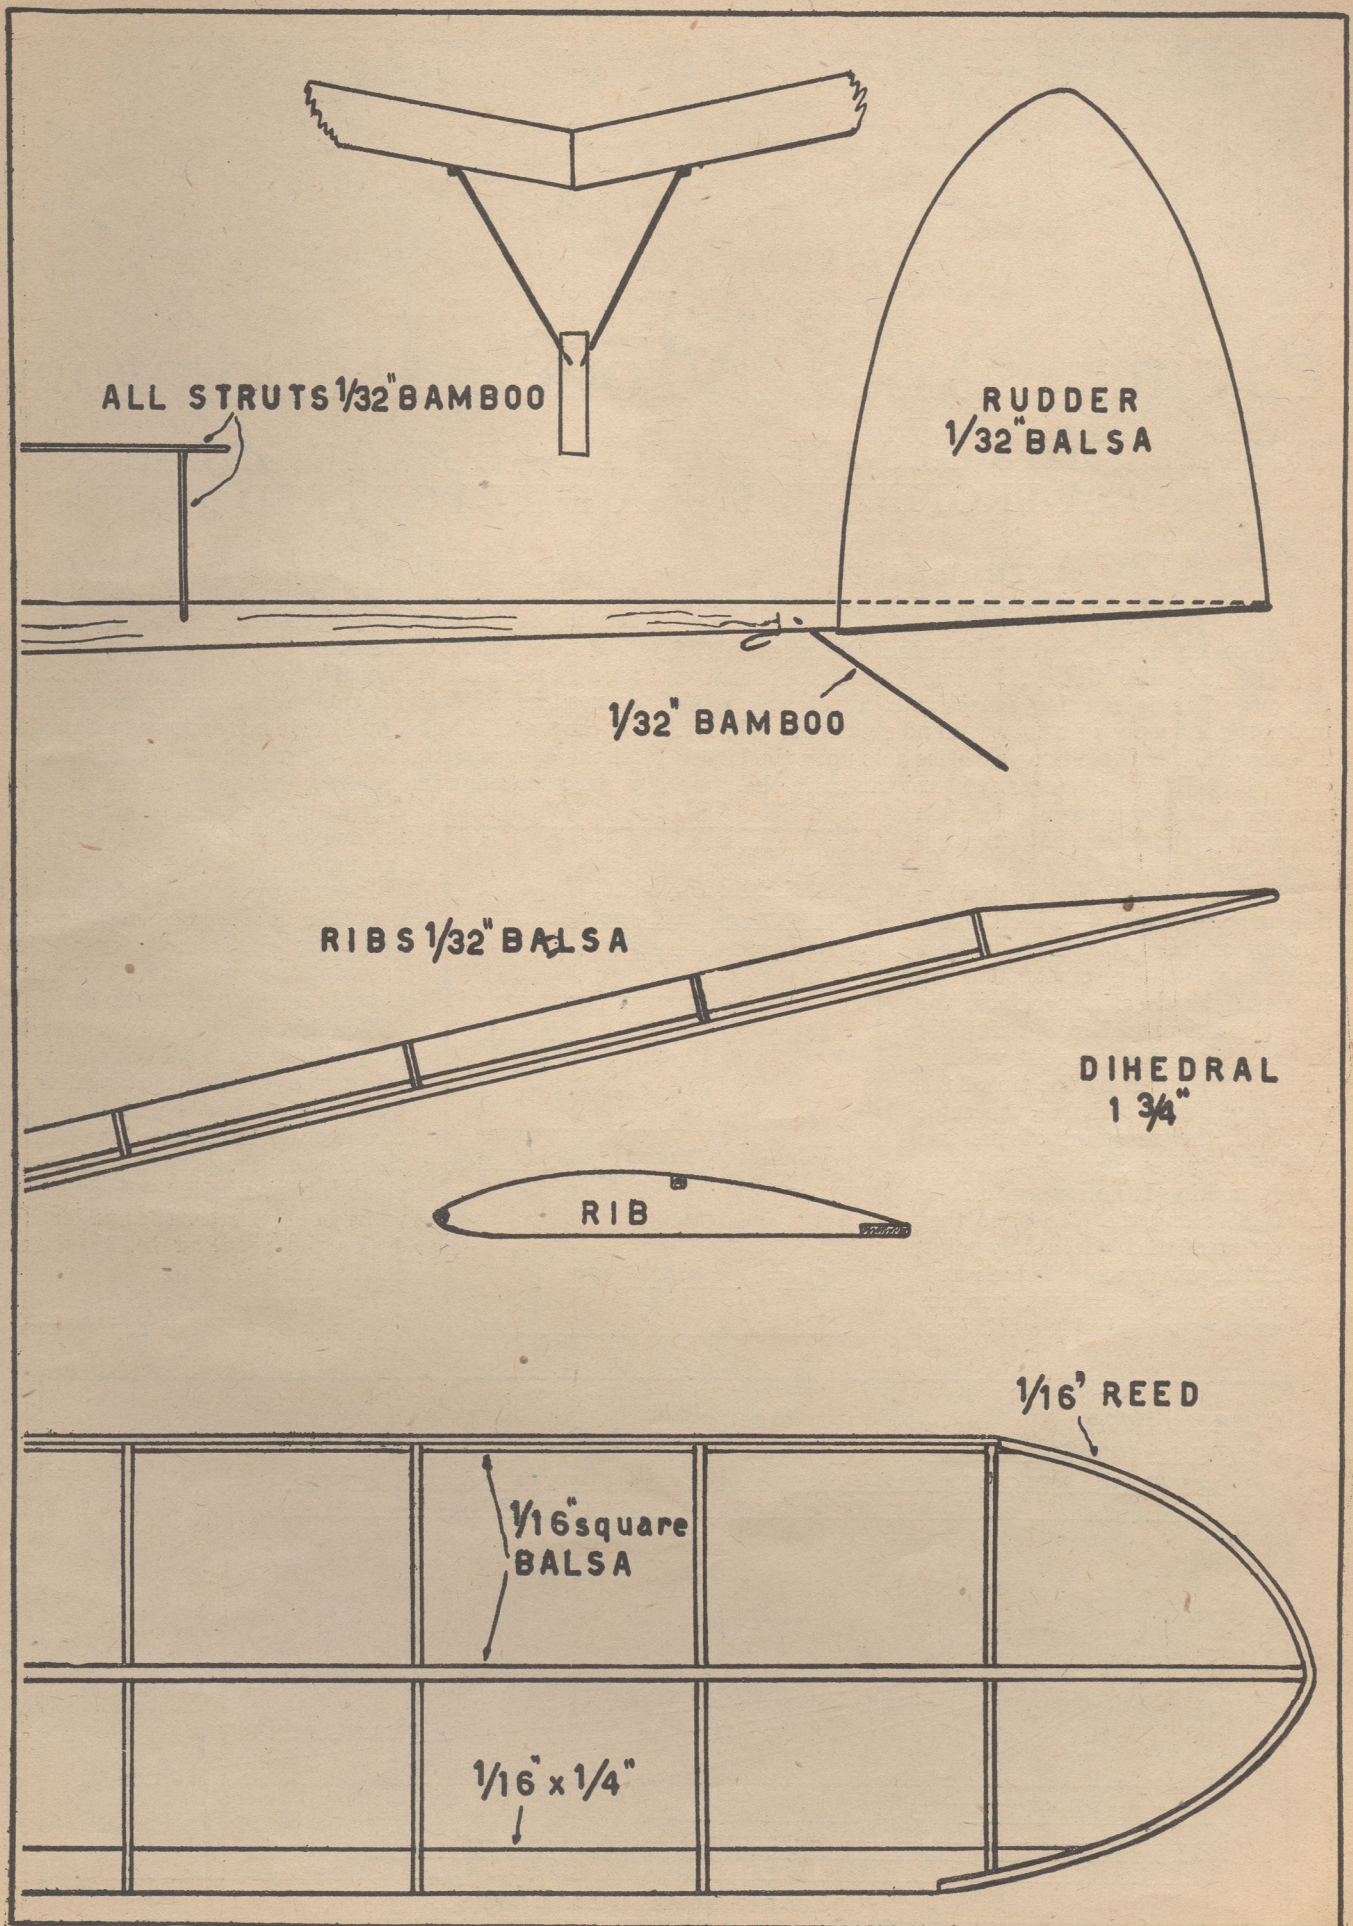 ALL STRUTS 1/32" BAMBOO
RUDDER
1/32" BALSA
1/32" BAMBOO
RIBS 1/32" BALSA
DIHEDRAL
1 3/4"
RIB
1/16" REED
1/16" square
BALSA
1/16" x 1/4"